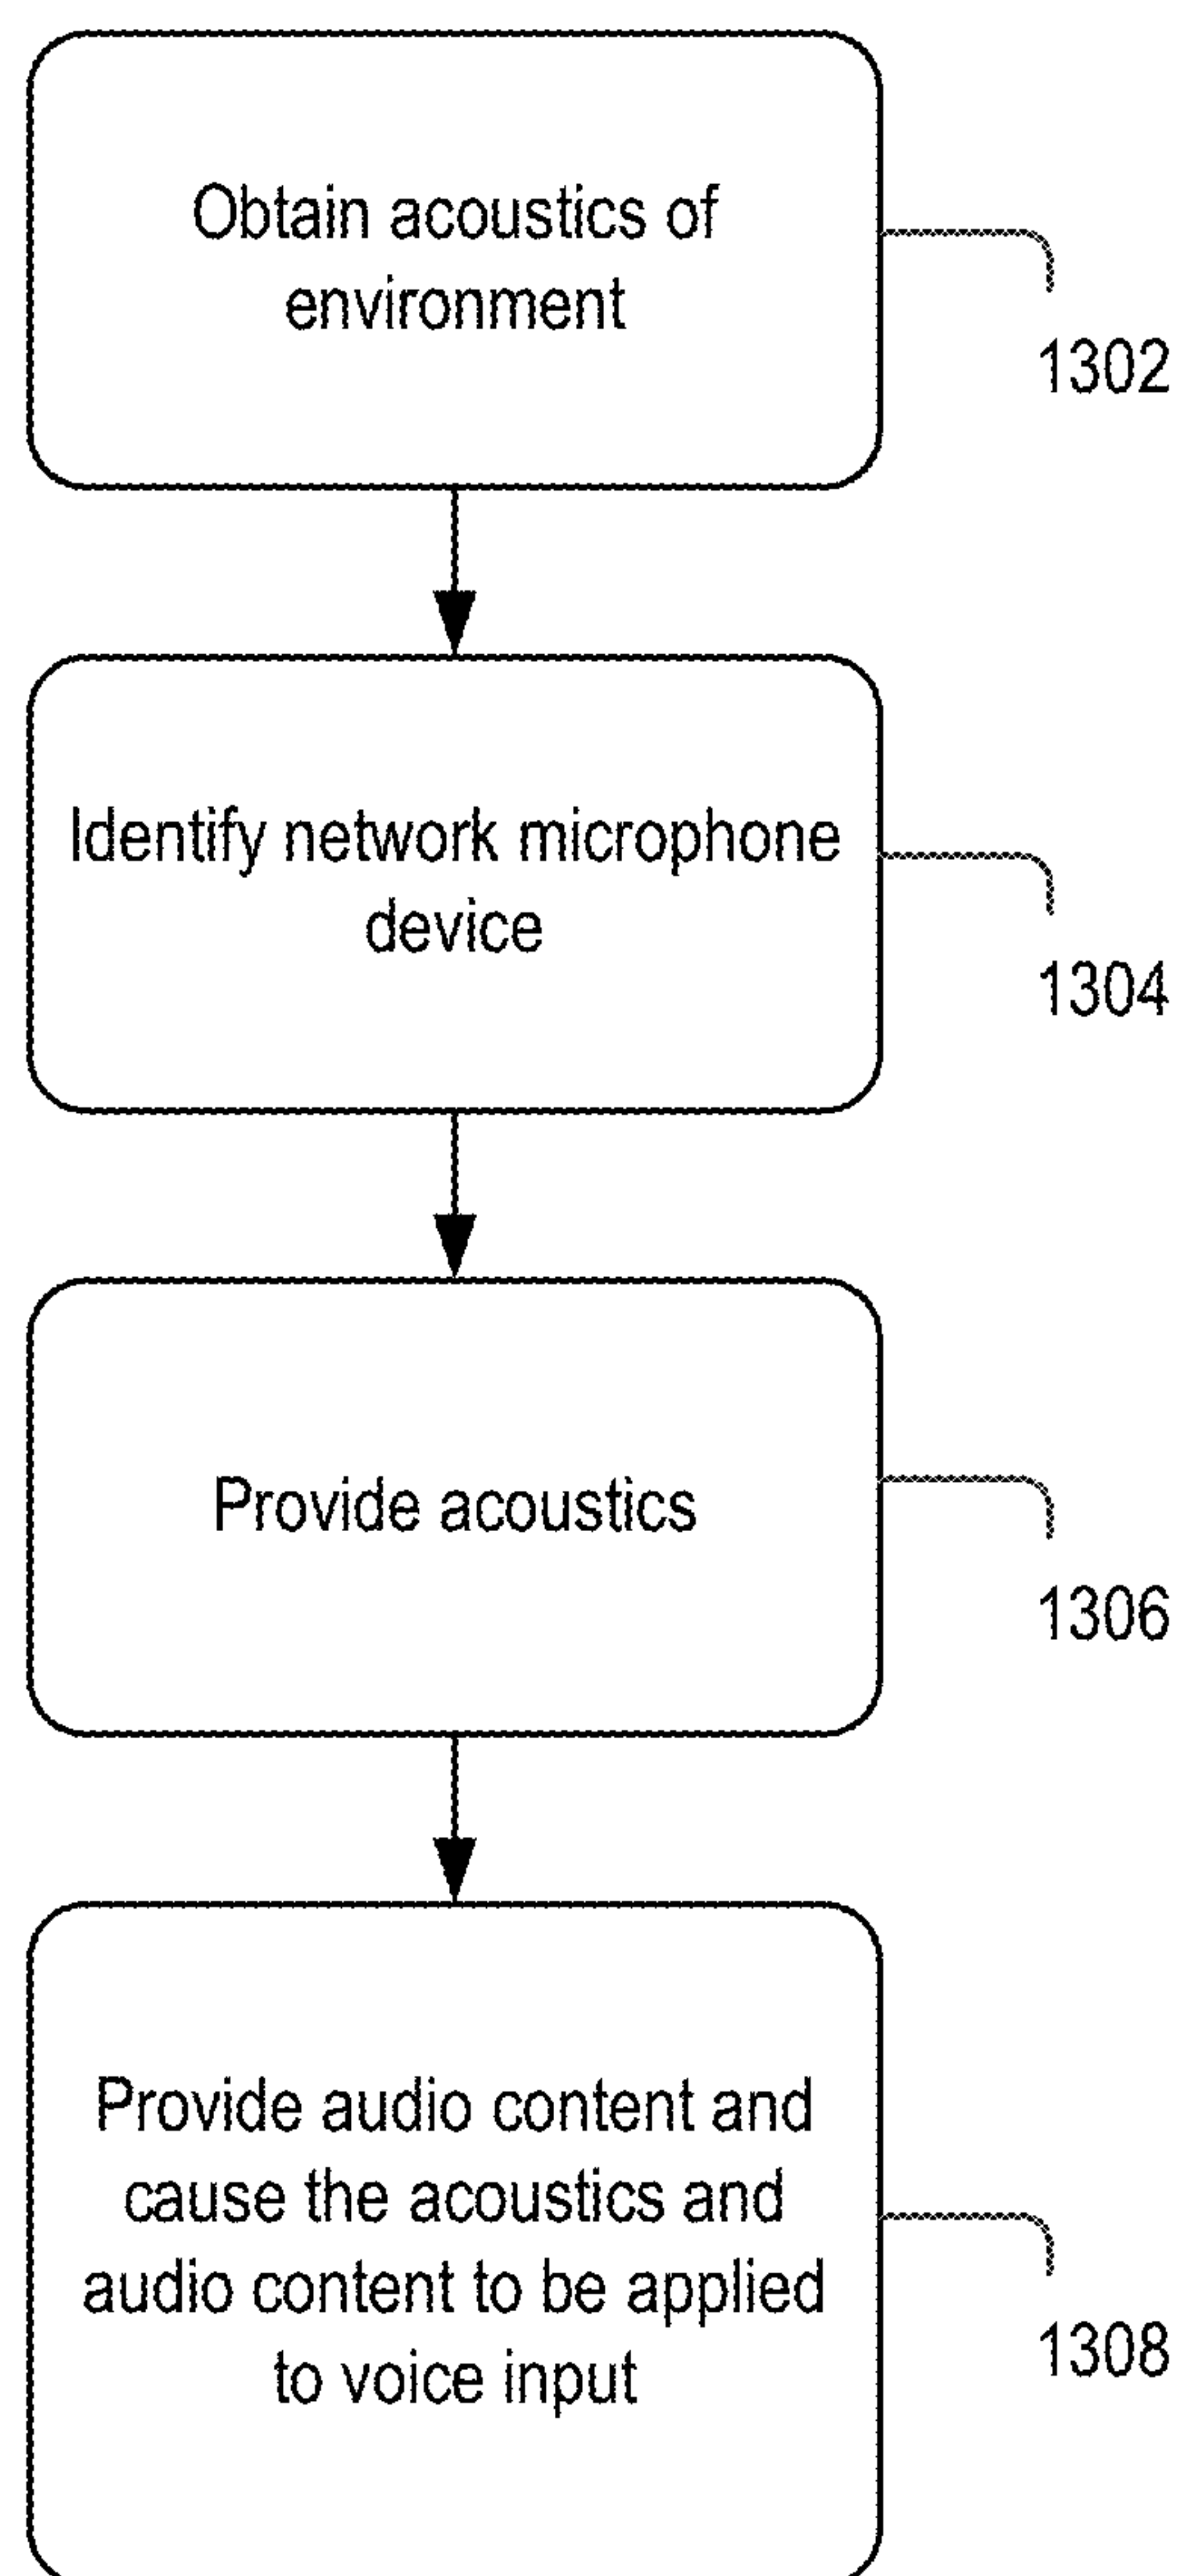 Obtain acoustics of
environment
1302
Identify network microphone
device
1304
Provide acoustics
1306
Provide audio content and
cause the acoustics and
audio content to be applied
to voice input
1308